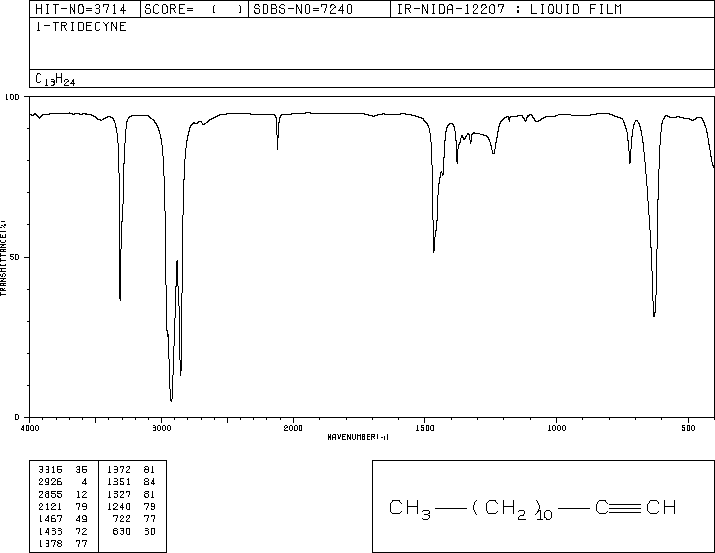 HIT-NO=3714 SCORE= ( ) SDBS-NO=7240 IR-NIDA-12207 : LIQUID FILM
1-TRIDECYNE
C13H24
100
50
0
TRANSMITTANCE(%)
4000 3000 2000 1500 1000 500
WAVENUMBER(-1)
3316 36 1372 81
2926 4 1351 84
2855 12 1327 81
2121 79 1240 79
1467 49 722 77
1433 72 630 30
1378 77
CH3—(CH2)10—C≡CH